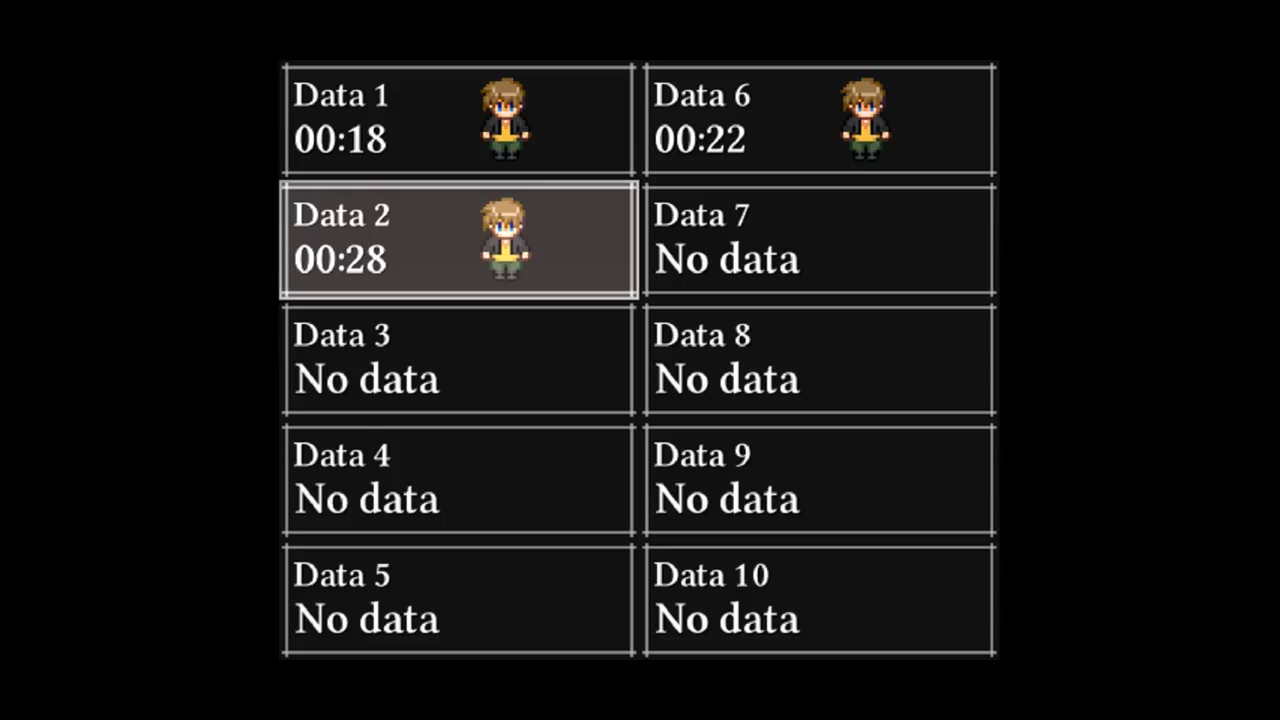 Data 1
00:18
Data 2
00:28
Data 3
No data
Data 4
No data
Data 5
No data
Data 6
00:22
Data 7
No data
Data 8
No data
Data 9
No data
Data 10
No data